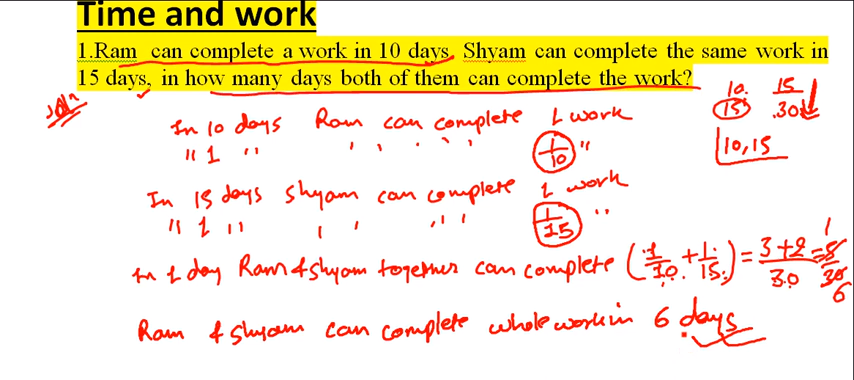 Time and work
1.Ram can complete a work in 10 days, Shyam can complete the same work in
15 days, in how many days both of them can complete the work?
Soln
10. 15
15 .30
10, 15
In 10 days Ram can complete 1 work
" 1 " ' ' ' ' ' 1/10 "
In 15 days Shyam can complete 1 work
" 1 " ' ' ' ' ' 1/15 "
In 1 day Ram & Shyam together can complete (1/10 + 1/15) = 3+2/30 = 5/30 1/6
Ram & Shyam can complete whole work in 6 days